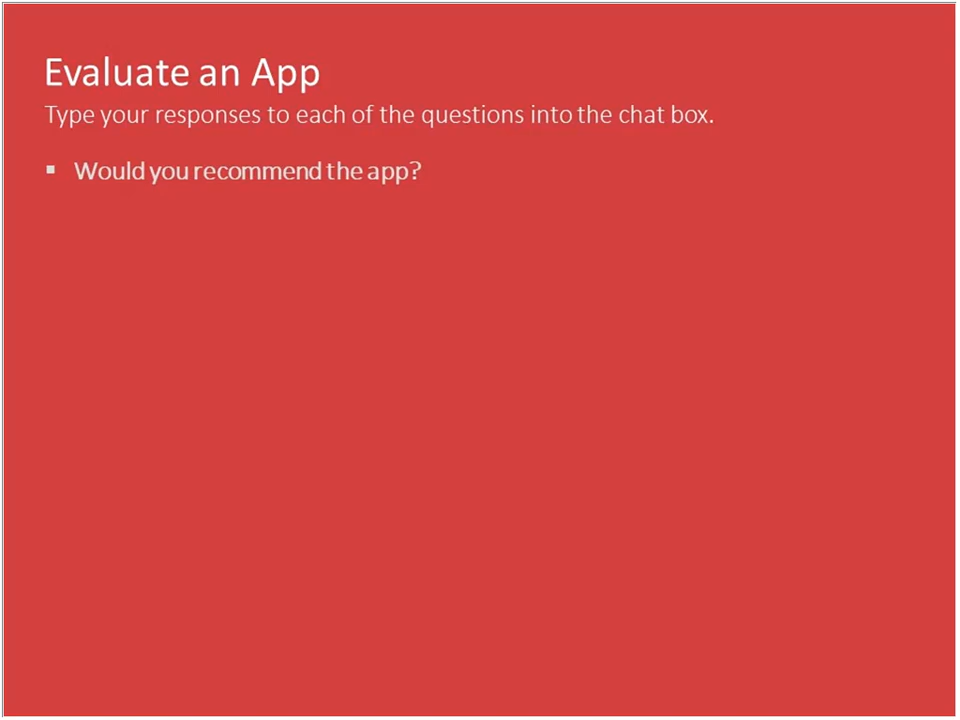 Evaluate an App
Type your responses to each of the questions into the chat box.
▪ Would you recommend the app?